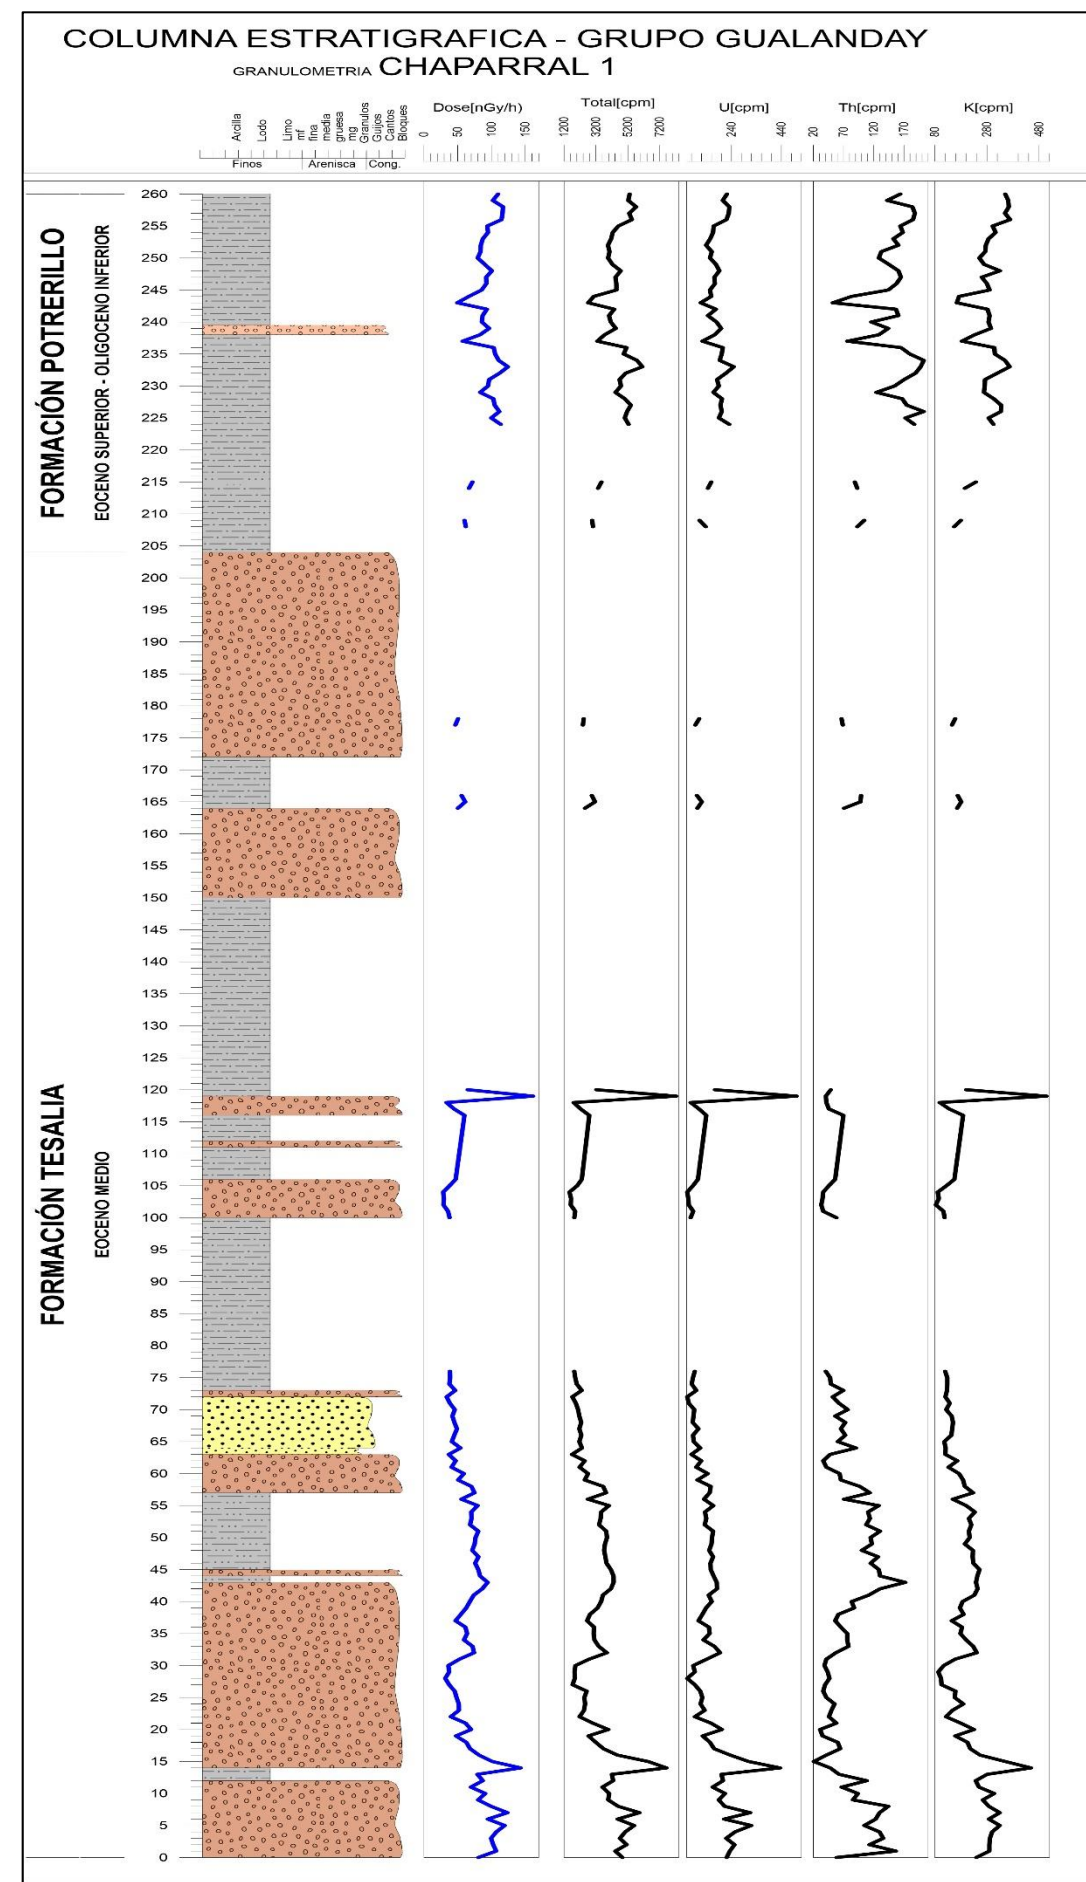 COLUMNA ESTRATIGRAFICA - GRUPO GUALANDAY
GRANULOMETRIA CHAPARRAL 1
Arcilla
Lodo
Limo
mf
fina
media
gruesa
mg
Granulos
Guijos
Cantos
Bloques
Finos
Arenisca
Cong.
Dose[nGy/h]
0 50 100 150
Total[cpm]
1200 3200 5200 7200
U[cpm]
240 440
Th[cpm]
20 70 120 170
K[cpm]
80 280 480
FORMACIÓN POTRERILLO
EOCENO SUPERIOR - OLIGOCENO INFERIOR
FORMACIÓN TESALIA
EOCENO MEDIO
260
255
250
245
240
235
230
225
220
215
210
205
200
195
190
185
180
175
170
165
160
155
150
145
140
135
130
125
120
115
110
105
100
95
90
85
80
75
70
65
60
55
50
45
40
35
30
25
20
15
10
5
0